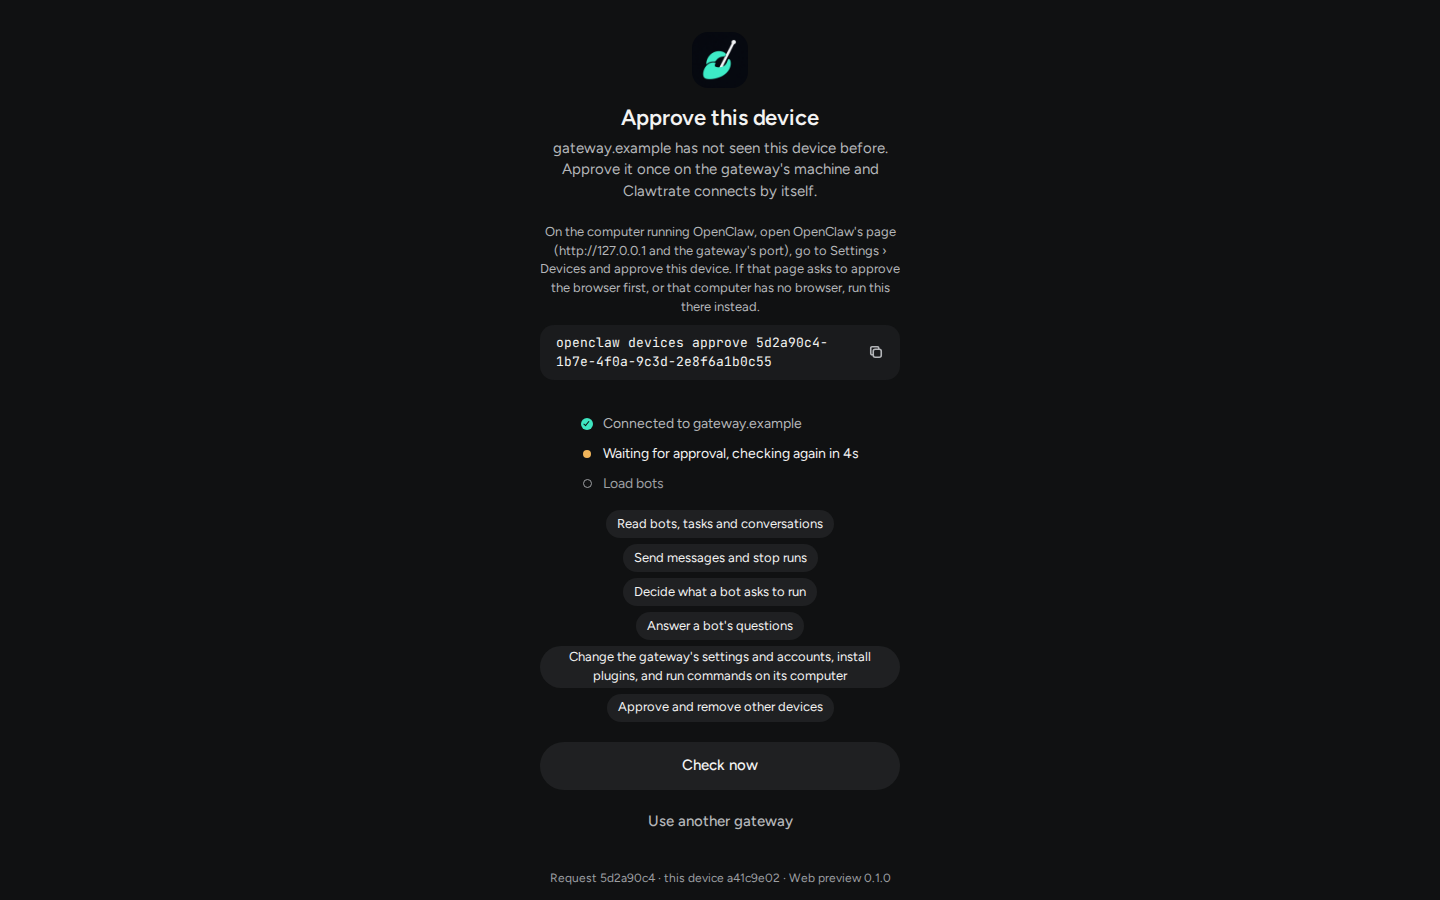 Approve this device
gateway.example has not seen this device before.
Approve it once on the gateway's machine and
Clawtrate connects by itself.
On the computer running OpenClaw, open OpenClaw's page
(http://127.0.0.1 and the gateway's port), go to Settings ›
Devices and approve this device. If that page asks to approve
the browser first, or that computer has no browser, run this
there instead.
openclaw devices approve 5d2a90c4-
1b7e-4f0a-9c3d-2e8f6a1b0c55
Connected to gateway.example
Waiting for approval, checking again in 4s
Load bots
Read bots, tasks and conversations
Send messages and stop runs
Decide what a bot asks to run
Answer a bot's questions
Change the gateway's settings and accounts, install
plugins, and run commands on its computer
Approve and remove other devices
Check now
Use another gateway
Request 5d2a90c4 · this device a41c9e02 · Web preview 0.1.0